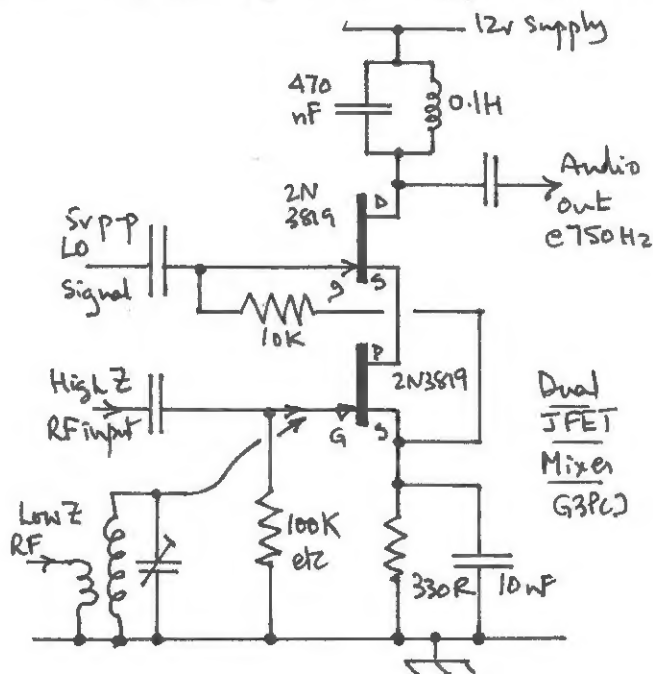 12v Supply
470
nF
0.1H
2N
3819
D
Audio
out
@ 750Hz
5v p-p
LO
Signal
g
S
10K
D
2N3819
High Z
RF input
G
S
Dual
JFET
Mixer
G3PCJ
Low Z
RF
100K
etc
330R
10nF